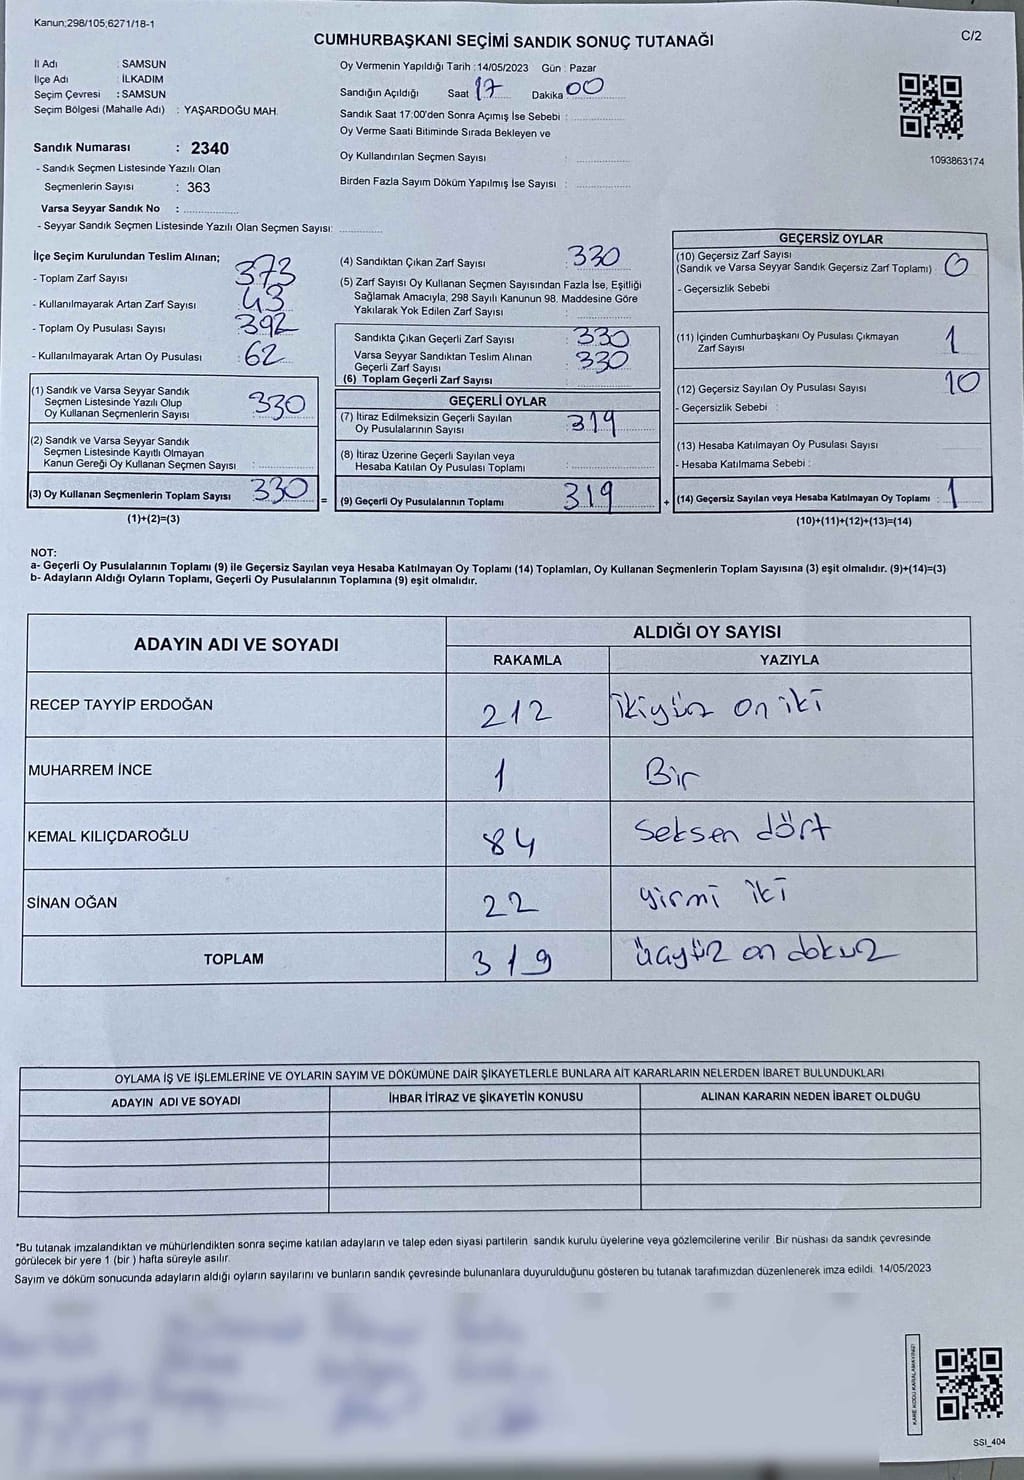 Kanun;298/105,6271/18-1
C/2
CUMHURBAŞKANI SEÇİMİ SANDIK SONUÇ TUTANAĞI
İl Adı : SAMSUN
İlçe Adı : İLKADIM
Seçim Çevresi : SAMSUN
Seçim Bölgesi (Mahalle Adı) : YAŞARDOĞU MAH.
Sandık Numarası : 2340
- Sandık Seçmen Listesinde Yazılı Olan
Seçmenlerin Sayısı : 363
Varsa Seyyar Sandık No :
- Seyyar Sandık Seçmen Listesinde Yazılı Olan Seçmen Sayısı:
Oy Vermenin Yapıldığı Tarih :14/05/2023 Gün : Pazar
Sandığın Açıldığı Saat 17 Dakika 00
Sandık Saat 17:00'den Sonra Açımış İse Sebebi :
Oy Verme Saati Bitiminde Sırada Bekleyen ve
Oy Kullandırılan Seçmen Sayısı :
Birden Fazla Sayım Döküm Yapılmış İse Sayısı :
1093863174
İlçe Seçim Kurulundan Teslim Alınan;
- Toplam Zarf Sayısı 373
- Kullanılmayarak Artan Zarf Sayısı 43
- Toplam Oy Pusulası Sayısı 392
- Kullanılmayarak Artan Oy Pusulası 62
(1) Sandık ve Varsa Seyyar Sandık
Seçmen Listesinde Yazılı Olup
Oy Kullanan Seçmenlerin Sayısı 330
(2) Sandık ve Varsa Seyyar Sandık
Seçmen Listesinde Kayıtlı Olmayan
Kanun Gereği Oy Kullanan Seçmen Sayısı :
(3) Oy Kullanan Seçmenlerin Toplam Sayısı 330 =
(1)+(2)=(3)
(4) Sandıktan Çıkan Zarf Sayısı : 330
(5) Zarf Sayısı Oy Kullanan Seçmen Sayısından Fazla İse, Eşitliği
Sağlamak Amacıyla, 298 Sayılı Kanunun 98. Maddesine Göre
Yakılarak Yok Edilen Zarf Sayısı :
Sandıkta Çıkan Geçerli Zarf Sayısı : 330
Varsa Seyyar Sandıktan Teslim Alınan
Geçerli Zarf Sayısı : 330
(6) Toplam Geçerli Zarf Sayısı :
GEÇERLİ OYLAR
(7) İtiraz Edilmeksizin Geçerli Sayılan
Oy Pusulalarının Sayısı : 319
(8) İtiraz Üzerine Geçerli Sayılan veya
Hesaba Katılan Oy Pusulası Toplamı :
(9) Geçerli Oy Pusulalarının Toplamı : 319 +
GEÇERSİZ OYLAR
(10) Geçersiz Zarf Sayısı
(Sandık ve Varsa Seyyar Sandık Geçersiz Zarf Toplamı) : 0
- Geçersizlik Sebebi
(11) İçinden Cumhurbaşkanı Oy Pusulası Çıkmayan
Zarf Sayısı 1
(12) Geçersiz Sayılan Oy Pusulası Sayısı 10
- Geçersizlik Sebebi :
(13) Hesaba Katılmayan Oy Pusulası Sayısı
- Hesaba Katılmama Sebebi :
(14) Geçersiz Sayılan veya Hesaba Katılmayan Oy Toplamı : 1
(10)+(11)+(12)+(13)=(14)
NOT:
a- Geçerli Oy Pusulalarının Toplamı (9) ile Geçersiz Sayılan veya Hesaba Katılmayan Oy Toplamı (14) Toplamları, Oy Kullanan Seçmenlerin Toplam Sayısına (3) eşit olmalıdır. (9)+(14)=(3)
b- Adayların Aldığı Oyların Toplamı, Geçerli Oy Pusulalarının Toplamına (9) eşit olmalıdır.
ADAYIN ADI VE SOYADI
ALDIĞI OY SAYISI
RAKAMLA YAZIYLA
RECEP TAYYİP ERDOĞAN 212 ikiyüz on iki
MUHARREM İNCE 1 Bir
KEMAL KILIÇDAROĞLU 84 Seksen dört
SİNAN OĞAN 22 yirmi iki
TOPLAM 319 üçyüz on dokuz
OYLAMA İŞ VE İŞLEMLERİNE VE OYLARIN SAYIM VE DÖKÜMÜNE DAİR ŞİKAYETLERLE BUNLARA AİT KARARLARIN NELERDEN İBARET BULUNDUKLARI
ADAYIN ADI VE SOYADI İHBAR İTİRAZ VE ŞİKAYETİN KONUSU ALINAN KARARIN NEDEN İBARET OLDUĞU
*Bu tutanak imzalandıktan ve mühürlendikten sonra seçime katılan adayların ve talep eden siyasi partilerin sandık kurulu üyelerine veya gözlemcilerine verilir .Bir nüshası da sandık çevresinde
görülecek bir yere 1 (bir ) hafta süreyle asılır.
Sayım ve döküm sonucunda adayların aldığı oyların sayılarını ve bunların sandık çevresinde bulunanlara duyurulduğunu gösteren bu tutanak tarafımızdan düzenlenerek imza edildi. 14/05/2023
KARE KODU KARALAMAYINIZ!
SSI_404